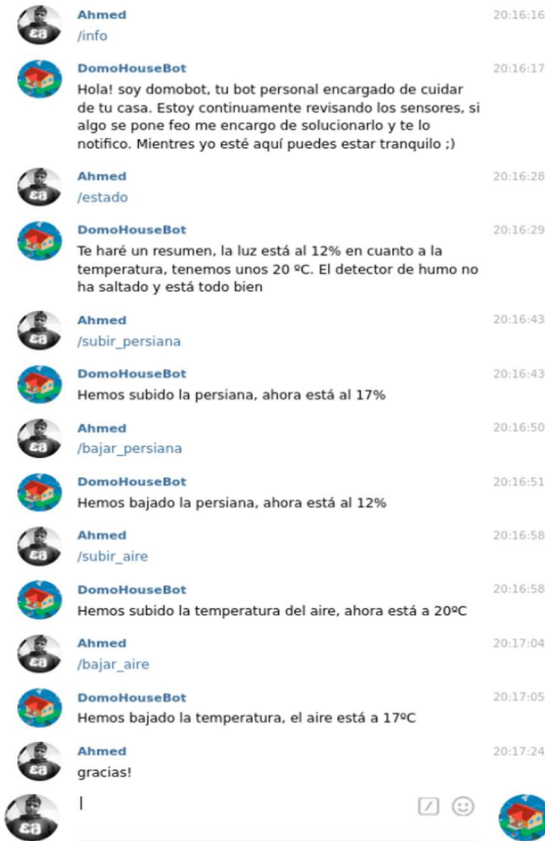 Ahmed 20:16:16
/info
DomoHouseBot 20:16:17
Hola! soy domobot, tu bot personal encargado de cuidar
de tu casa. Estoy continuamente revisando los sensores, si
algo se pone feo me encargo de solucionarlo y te lo
notifico. Mientres yo esté aquí puedes estar tranquilo ;)
Ahmed 20:16:28
/estado
DomoHouseBot 20:16:29
Te haré un resumen, la luz está al 12% en cuanto a la
temperatura, tenemos unos 20 ºC. El detector de humo no
ha saltado y está todo bien
Ahmed 20:16:43
/subir_persiana
DomoHouseBot 20:16:43
Hemos subido la persiana, ahora está al 17%
Ahmed 20:16:50
/bajar_persiana
DomoHouseBot 20:16:51
Hemos bajado la persiana, ahora está al 12%
Ahmed 20:16:58
/subir_aire
DomoHouseBot 20:16:58
Hemos subido la temperatura del aire, ahora está a 20ºC
Ahmed 20:17:04
/bajar_aire
DomoHouseBot 20:17:05
Hemos bajado la temperatura, el aire está a 17ºC
Ahmed 20:17:24
gracias!